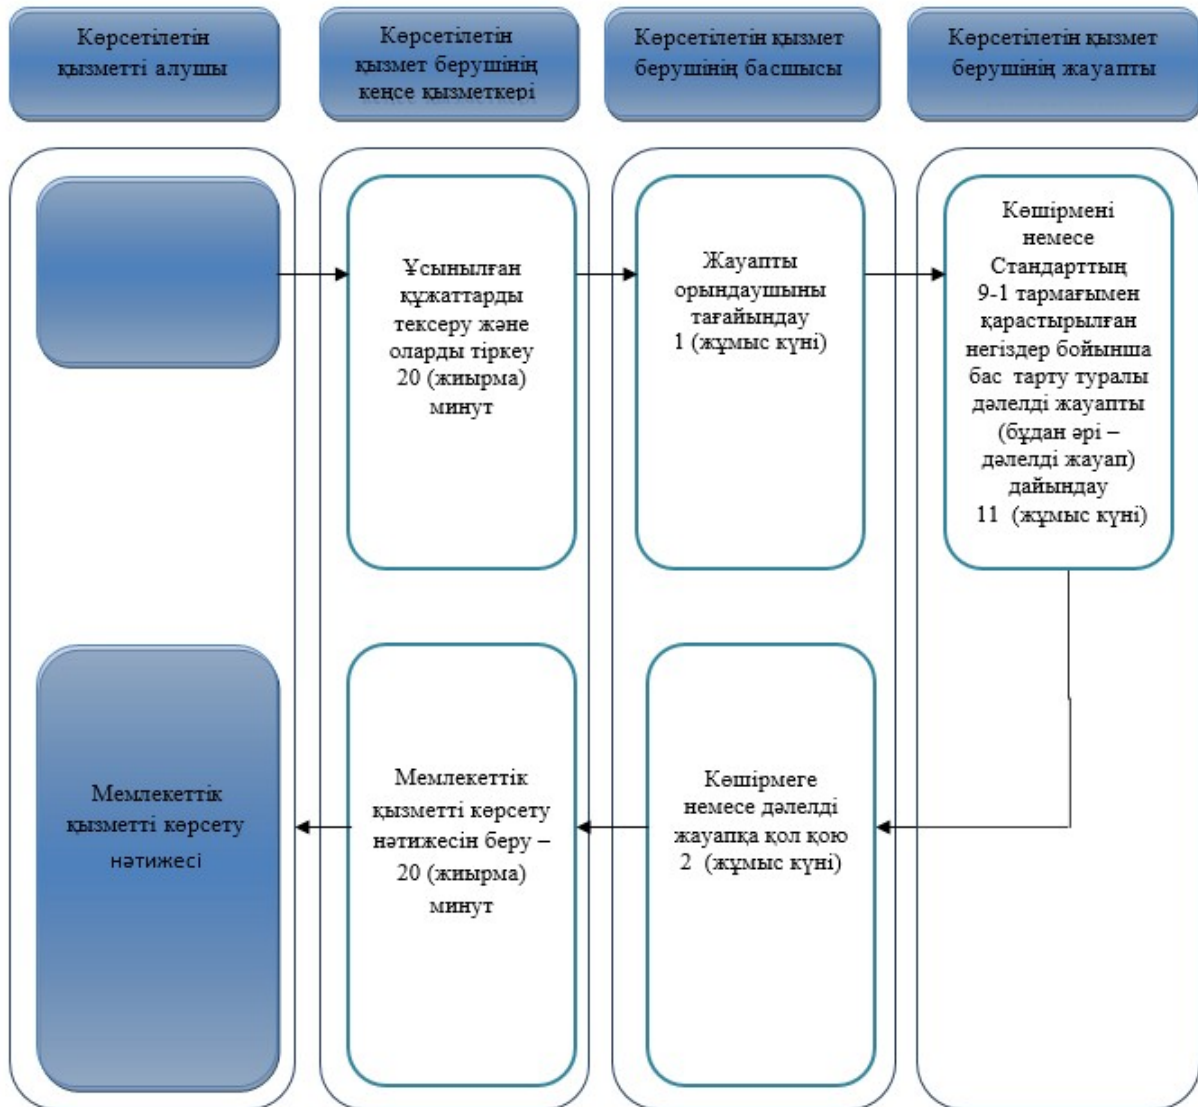 Көрсетілетін
қызметті алушы
Көрсетілетін
қызмет берушінің
кеңсе қызметкері
Көрсетілетін қызмет
берушінің басшысы
Көрсетілетін қызмет
берушінің жауапты
Ұсынылған
құжаттарды
тексеру және
оларды тіркеу
20 (жиырма)
минут
Жауапты
орындаушыны
тағайындау
1 (жұмыс күні)
Көшірмені
немесе
Стандарттың
9-1 тармағымен
қарастырылған
негіздер бойынша
бас тарту туралы
дәлелді жауапты
(бұдан әрі –
дәлелді жауап)
дайындау
11 (жұмыс күні)
Мемлекеттік
қызметті көрсету
нәтижесі
Мемлекеттік
қызметті көрсету
нәтижесін беру –
20 (жиырма)
минут
Көшірмеге
немесе дәлелді
жауапқа қол қою
2 (жұмыс күні)